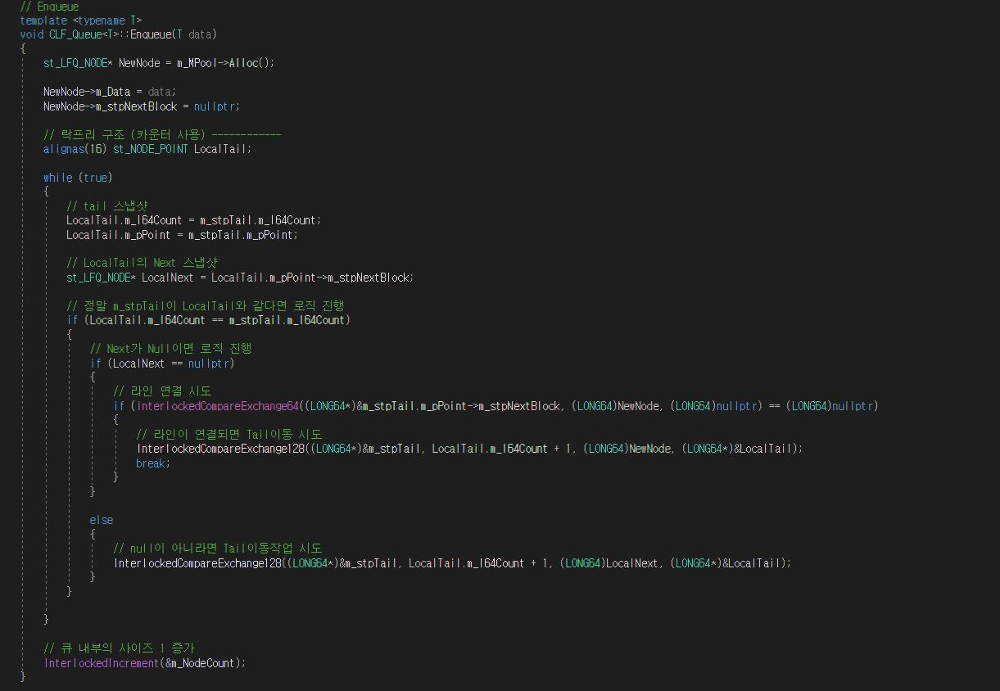 // Enqueue
template <typename T>
void CLF_Queue<T>::Enqueue(T data)
{
st_LFQ_NODE* NewNode = m_MPool->Alloc();
NewNode->m_Data = data;
NewNode->m_stpNextBlock = nullptr;
// 락프리 구조 (카운터 사용) ------------
alignas(16) st_NODE_POINT LocalTail;
while (true)
{
// tail 스냅샷
LocalTail.m_I64Count = m_stpTail.m_I64Count;
LocalTail.m_pPoint = m_stpTail.m_pPoint;
// LocalTail의 Next 스냅샷
st_LFQ_NODE* LocalNext = LocalTail.m_pPoint->m_stpNextBlock;
// 정말 m_stpTail이 LocalTail와 같다면 로직 진행
if (LocalTail.m_I64Count == m_stpTail.m_I64Count)
{
// Next가 Null이면 로직 진행
if (LocalNext == nullptr)
{
// 라인 연결 시도
if (InterlockedCompareExchange64((LONG64*)&m_stpTail.m_pPoint->m_stpNextBlock, (LONG64)NewNode, (LONG64)nullptr) == (LONG64)nullptr)
{
// 라인이 연결되면 Tail이동 시도
InterlockedCompareExchange128((LONG64*)&m_stpTail, LocalTail.m_I64Count + 1, (LONG64)NewNode, (LONG64*)&LocalTail);
break;
}
}
else
{
// null이 아니라면 Tail이동작업 시도
InterlockedCompareExchange128((LONG64*)&m_stpTail, LocalTail.m_I64Count + 1, (LONG64)LocalNext, (LONG64*)&LocalTail);
}
}
}
// 큐 내부의 사이즈 1 증가
InterlockedIncrement(&m_NodeCount);
}